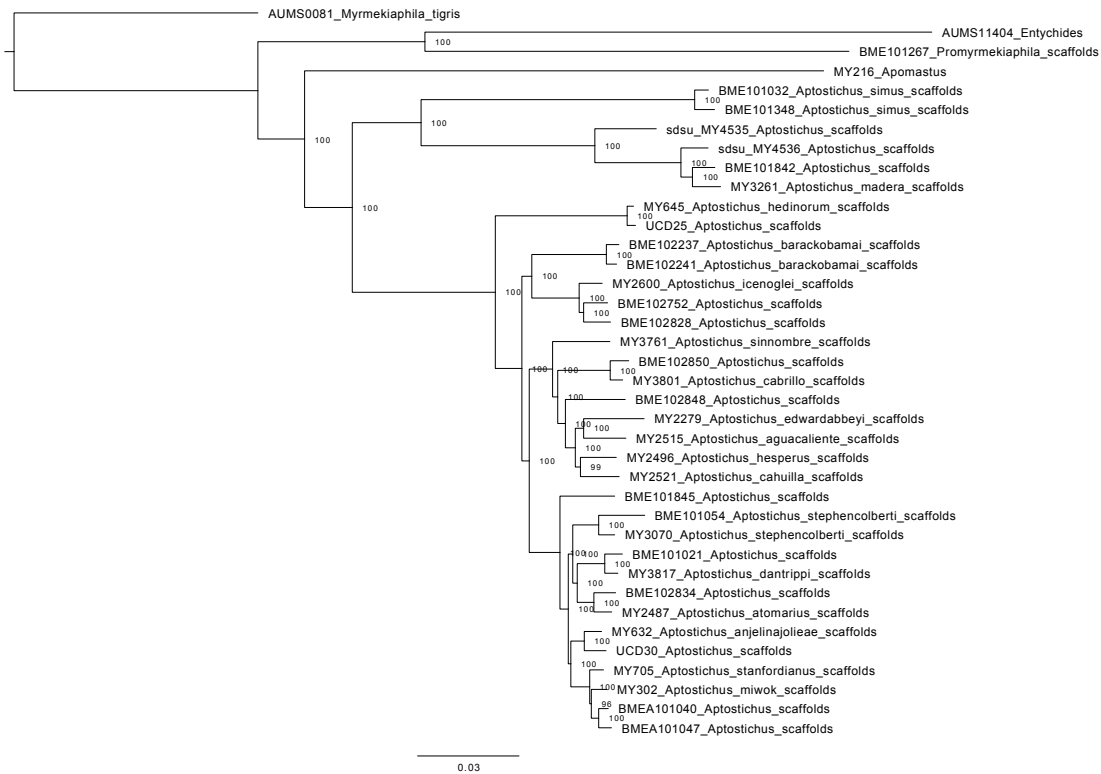 AUMS0081_Myrmekiaphila_tigris
AUMS11404_Entychides
100
BME101267_Promyrmekiaphila_scaffolds
MY216_Apomastus
BME101032_Aptostichus_simus_scaffolds
100
BME101348_Aptostichus_simus_scaffolds
sdsu_MY4535_Aptostichus_scaffolds
100
100
sdsu_MY4536_Aptostichus_scaffolds
100
BME101842_Aptostichus_scaffolds
100
MY3261_Aptostichus_madera_scaffolds
MY645_Aptostichus_hedinorum_scaffolds
100
100
UCD25_Aptostichus_scaffolds
BME102237_Aptostichus_barackobamai_scaffolds
100
BME102241_Aptostichus_barackobamai_scaffolds
100
MY2600_Aptostichus_icenoglei_scaffolds
100
100
BME102752_Aptostichus_scaffolds
100
BME102828_Aptostichus_scaffolds
MY3761_Aptostichus_sinnombre_scaffolds
BME102850_Aptostichus_scaffolds
100
100
100
MY3801_Aptostichus_cabrillo_scaffolds
100
BME102848_Aptostichus_scaffolds
MY2279_Aptostichus_edwardabbeyi_scaffolds
100
100
MY2515_Aptostichus_aguacaliente_scaffolds
100
MY2496_Aptostichus_hesperus_scaffolds
100
99
MY2521_Aptostichus_cahuilla_scaffolds
BME101845_Aptostichus_scaffolds
BME101054_Aptostichus_stephencolberti_scaffolds
100
MY3070_Aptostichus_stephencolberti_scaffolds
100
100
BME101021_Aptostichus_scaffolds
100
MY3817_Aptostichus_dantrippi_scaffolds
100
BME102834_Aptostichus_scaffolds
100
100
MY2487_Aptostichus_atomarius_scaffolds
MY632_Aptostichus_anjelinajolieae_scaffolds
100
UCD30_Aptostichus_scaffolds
100
MY705_Aptostichus_stanfordianus_scaffolds
100
MY302_Aptostichus_miwok_scaffolds
96
BMEA101040_Aptostichus_scaffolds
100
BMEA101047_Aptostichus_scaffolds
0.03